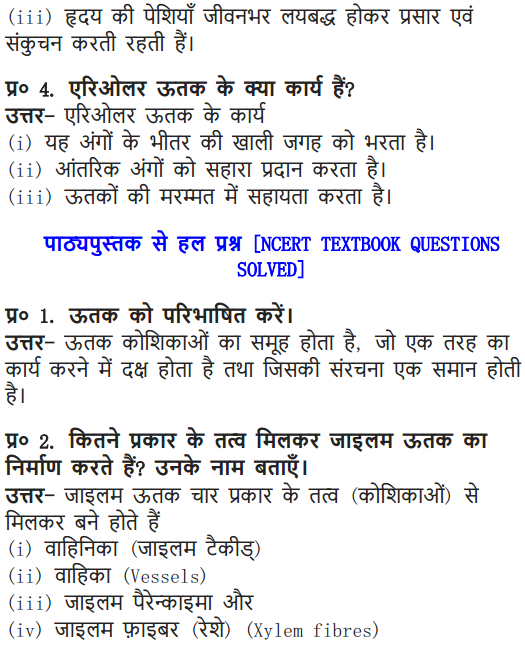 (iii) हृदय की पेशियाँ जीवनभर लयबद्ध होकर प्रसार एवं
संकुचन करती रहती हैं।
प्र० 4. एरिओलर ऊतक के क्या कार्य हैं?
उत्तर– एरिओलर ऊतक के कार्य
(i) यह अंगों के भीतर की खाली जगह को भरता है।
(ii) आंतरिक अंगों को सहारा प्रदान करता है।
(iii) ऊतकों की मरम्मत में सहायता करता है।
पाठ्यपुस्तक से हल प्रश्न [NCERT TEXTBOOK QUESTIONS
SOLVED]
प्र० 1. ऊतक को परिभाषित करें।
उत्तर– ऊतक कोशिकाओं का समूह होता है, जो एक तरह का
कार्य करने में दक्ष होता है तथा जिसकी संरचना एक समान होती
है।
प्र० 2. कितने प्रकार के तत्व मिलकर जाइलम ऊतक का
निर्माण करते हैं? उनके नाम बताएँ।
उत्तर– जाइलम ऊतक चार प्रकार के तत्व (कोशिकाओं) से
मिलकर बने होते हैं
(i) वाहिनिका (जाइलम टैकीड्)
(ii) वाहिका (Vessels)
(iii) जाइलम पैरेन्काइमा और
(iv) जाइलम फ़ाइबर (रेशे) (Xylem fibres)